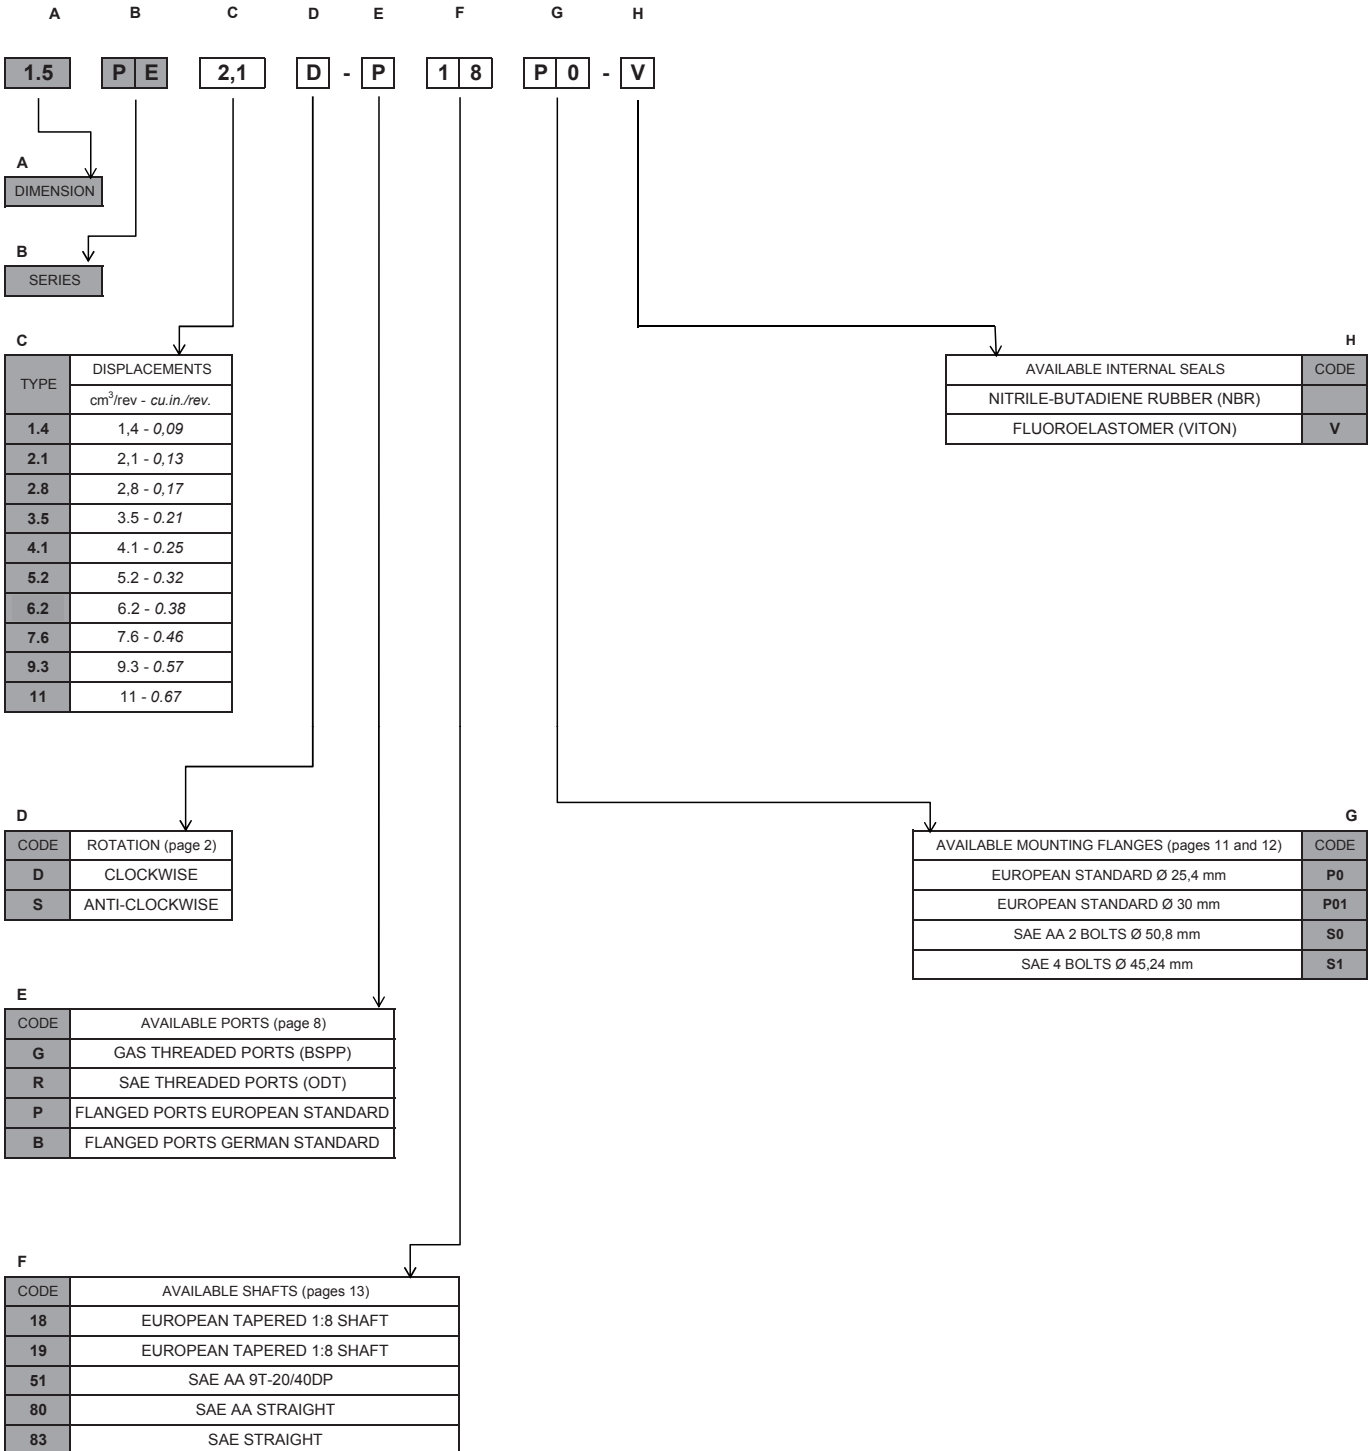 A B C D E F G H
1.5 P E 2,1 D - P 1 8 P 0 - V
A
DIMENSION
B
SERIES
C
TYPE DISPLACEMENTS
cm³/rev - cu.in./rev.
1.4 1,4 - 0,09
2.1 2,1 - 0,13
2.8 2,8 - 0,17
3.5 3.5 - 0.21
4.1 4.1 - 0.25
5.2 5.2 - 0.32
6.2 6.2 - 0.38
7.6 7.6 - 0.46
9.3 9.3 - 0.57
11 11 - 0.67
H
AVAILABLE INTERNAL SEALS CODE
NITRILE-BUTADIENE RUBBER (NBR)
FLUOROELASTOMER (VITON) V
D
CODE ROTATION (page 2)
D CLOCKWISE
S ANTI-CLOCKWISE
G
AVAILABLE MOUNTING FLANGES (pages 11 and 12) CODE
EUROPEAN STANDARD Ø 25,4 mm P0
EUROPEAN STANDARD Ø 30 mm P01
SAE AA 2 BOLTS Ø 50,8 mm S0
SAE 4 BOLTS Ø 45,24 mm S1
E
CODE AVAILABLE PORTS (page 8)
G GAS THREADED PORTS (BSPP)
R SAE THREADED PORTS (ODT)
P FLANGED PORTS EUROPEAN STANDARD
B FLANGED PORTS GERMAN STANDARD
F
CODE AVAILABLE SHAFTS (pages 13)
18 EUROPEAN TAPERED 1:8 SHAFT
19 EUROPEAN TAPERED 1:8 SHAFT
51 SAE AA 9T-20/40DP
80 SAE AA STRAIGHT
83 SAE STRAIGHT